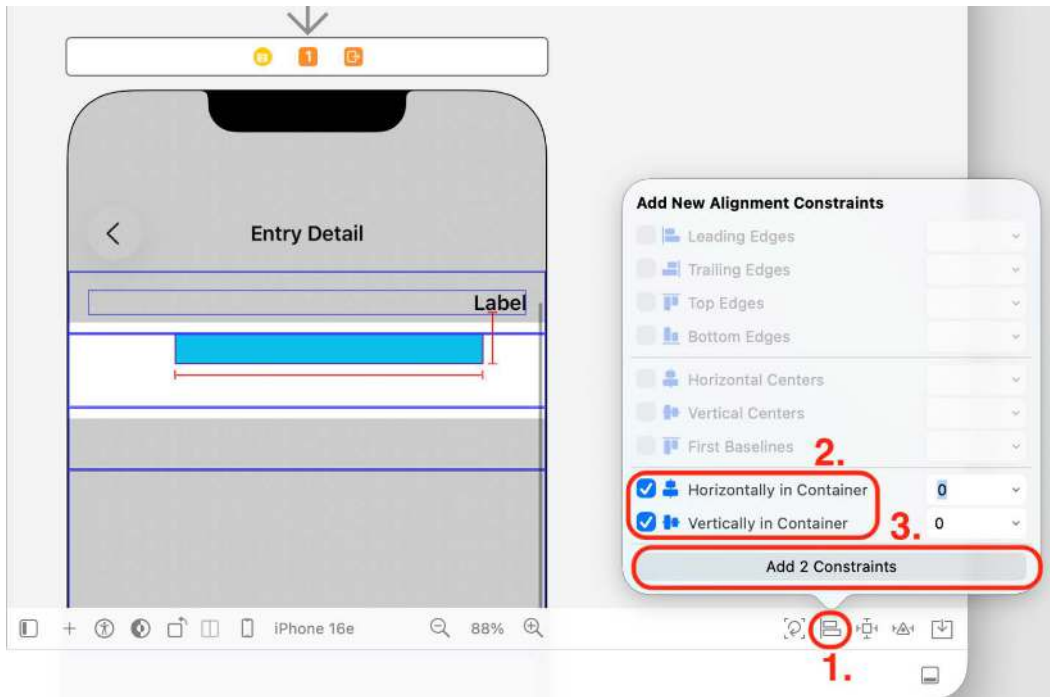 1
Entry Detail
Label
Add New Alignment Constraints
Leading Edges
Trailing Edges
Top Edges
Bottom Edges
Horizontal Centers
Vertical Centers
First Baselines
2.
Horizontally in Container 0
Vertically in Container 0
3.
Add 2 Constraints
iPhone 16e 88%
1.